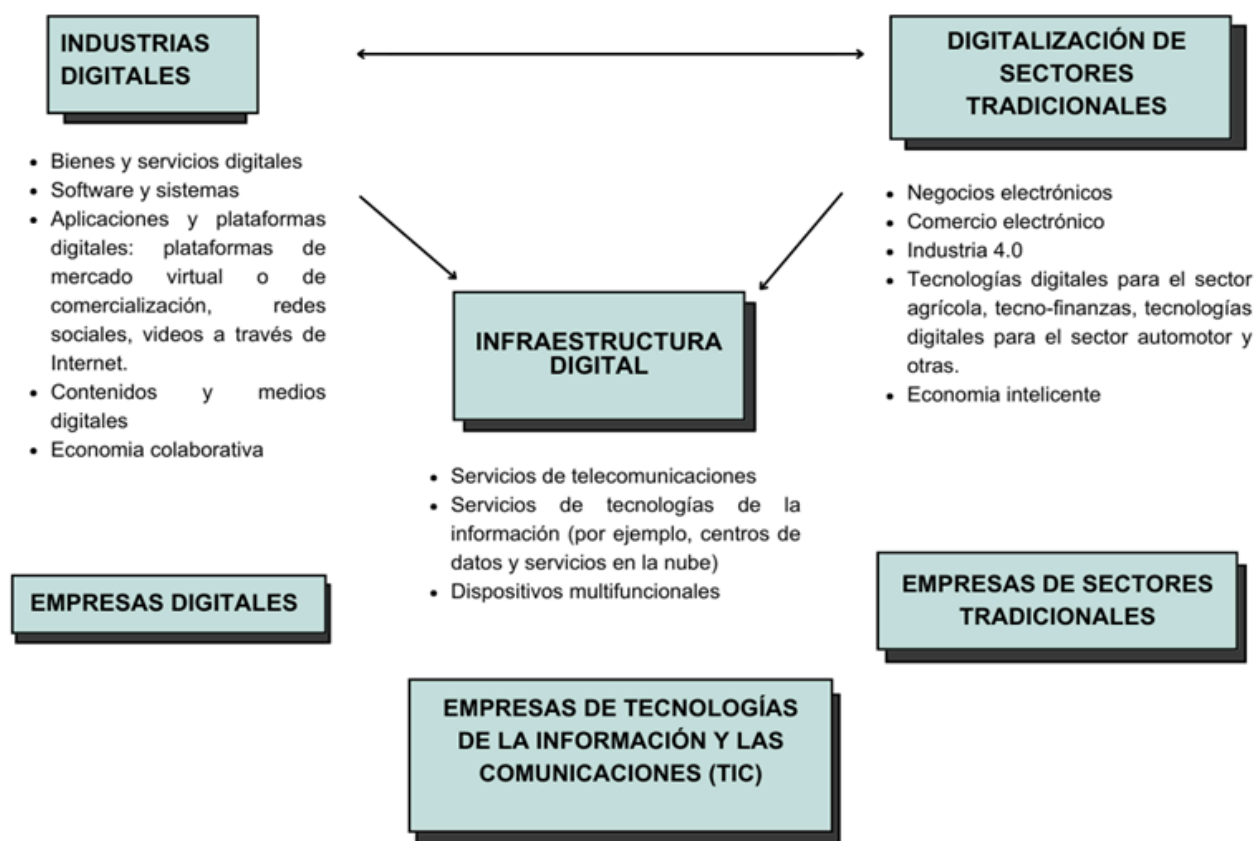 INDUSTRIAS
DIGITALES
• Bienes y servicios digitales
• Software y sistemas
• Aplicaciones y plataformas
digitales: plataformas de
mercado virtual o de
comercialización, redes
sociales, videos a través de
Internet.
• Contenidos y medios
digitales
• Economia colaborativa
EMPRESAS DIGITALES
INFRAESTRUCTURA
DIGITAL
• Servicios de telecomunicaciones
• Servicios de tecnologías de la
información (por ejemplo, centros de
datos y servicios en la nube)
• Dispositivos multifuncionales
EMPRESAS DE TECNOLOGÍAS
DE LA INFORMACIÓN Y LAS
COMUNICACIONES (TIC)
DIGITALIZACIÓN DE
SECTORES
TRADICIONALES
• Negocios electrónicos
• Comercio electrónico
• Industria 4.0
• Tecnologías digitales para el sector
agrícola, tecno-finanzas, tecnologías
digitales para el sector automotor y
otras.
• Economia intelicente
EMPRESAS DE SECTORES
TRADICIONALES